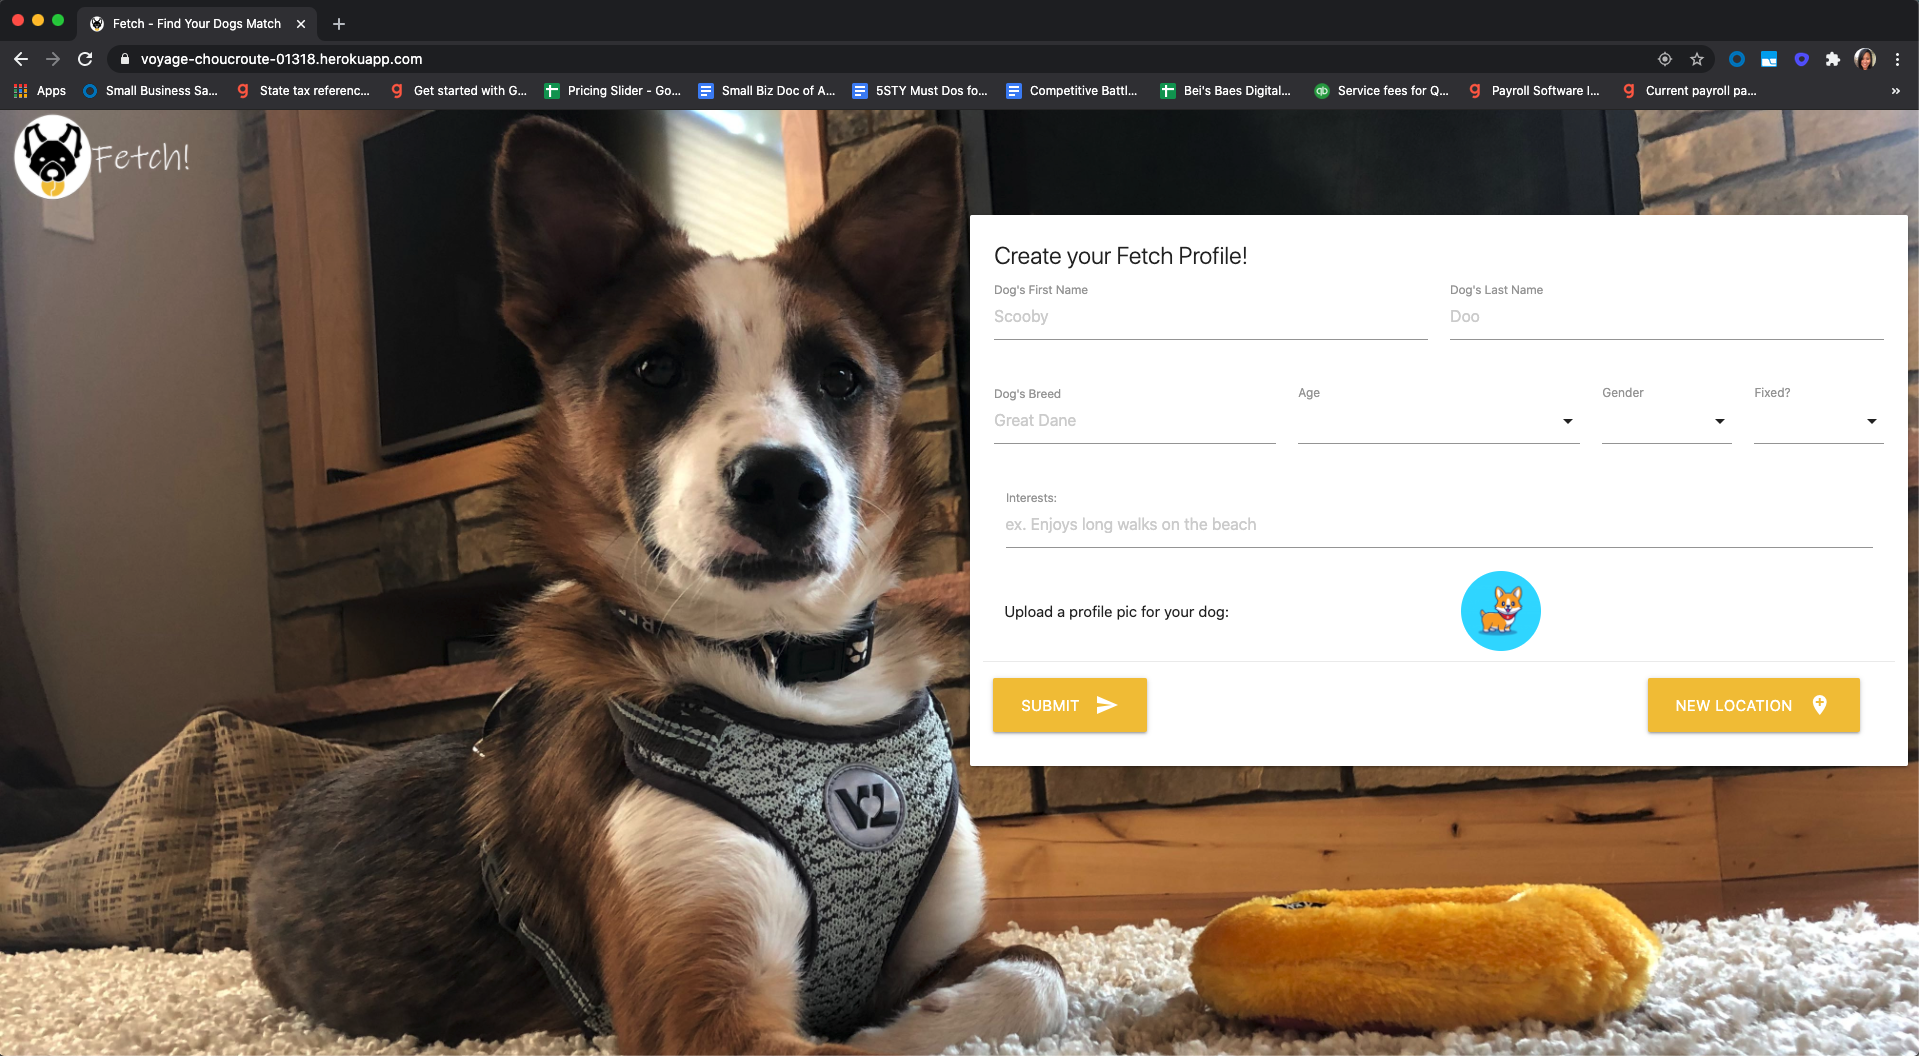 Fetch - Find Your Dogs Match
voyage-choucroute-01318.herokuapp.com
Apps Small Business Sa... State tax referenc... Get started with G... Pricing Slider - Go... Small Biz Doc of A... 5STY Must Dos fo... Competitive Battl... Bei's Baes Digital... qb Service fees for Q... Payroll Software I... Current payroll pa... »
Fetch!
Create your Fetch Profile!
Dog's First Name Dog's Last Name
Scooby Doo
Dog's Breed Age Gender Fixed?
Great Dane
Interests:
ex. Enjoys long walks on the beach
Upload a profile pic for your dog:
SUBMIT NEW LOCATION